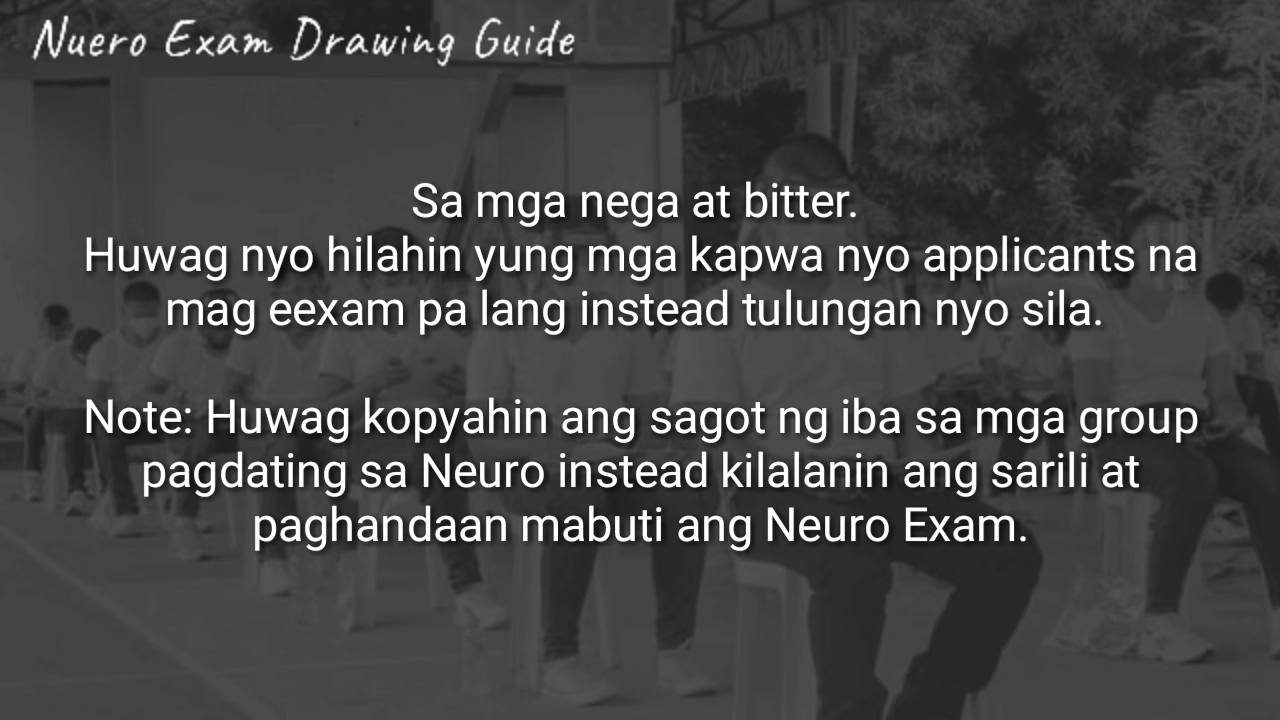 Nuero Exam Drawing Guide
Sa mga nega at bitter.
Huwag nyo hilahin yung mga kapwa nyo applicants na
mag eexam pa lang instead tulungan nyo sila.
Note: Huwag kopyahin ang sagot ng iba sa mga group
pagdating sa Neuro instead kilalanin ang sarili at
paghandaan mabuti ang Neuro Exam.